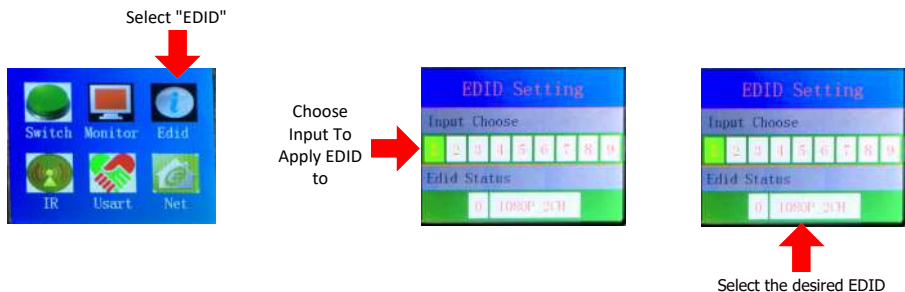 Select "EDID"
Switch Monitor Edid
IR Usart Net
Choose
Input To
Apply EDID
to
EDID Setting
Input Choose
1 2 3 4 5 6 7 8 9
Edid Status
0 1080P_2CH
EDID Setting
Input Choose
1 2 3 4 5 6 7 8 9
Edid Status
0 1080P_2CH
Select the desired EDID